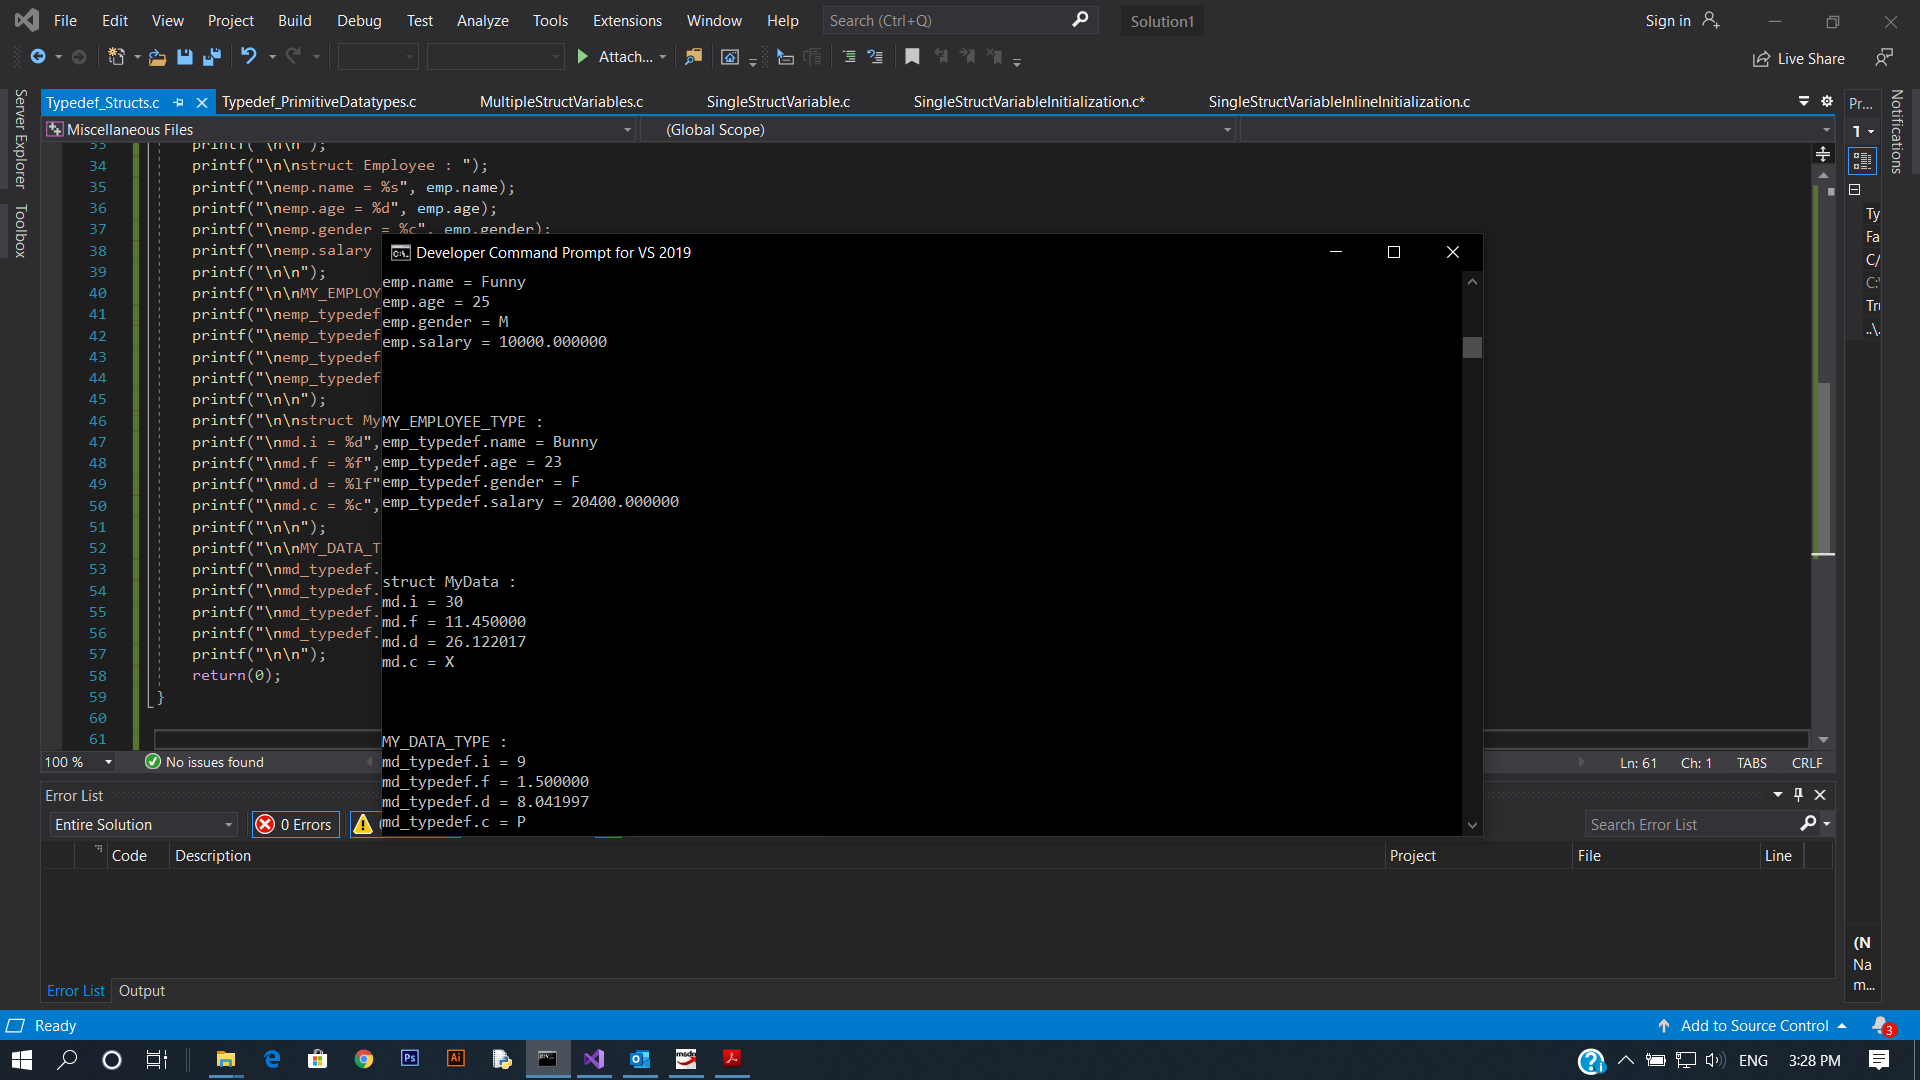 File Edit View Project Build Debug Test Analyze Tools Extensions Window Help Search (Ctrl+Q) Solution1 Sign in
Attach... Live Share
Typedef_Structs.c Typedef_PrimitiveDatatypes.c MultipleStructVariables.c SingleStructVariable.c SingleStructVariableInitialization.c* SingleStructVariableInlineInitialization.c Pr...
Miscellaneous Files (Global Scope) 1
Server Explorer
Toolbox
Notifications
33 printf("\n\n");
34 printf("\n\nstruct Employee : ");
35 printf("\nemp.name = %s", emp.name);
36 printf("\nemp.age = %d", emp.age);
37 printf("\nemp.gender = %c", emp.gender);
38 printf("\nemp.salary
39 printf("\n\n");
40 printf("\n\nMY_EMPLOY
41 printf("\nemp_typedef
42 printf("\nemp_typedef
43 printf("\nemp_typedef
44 printf("\nemp_typedef
45 printf("\n\n");
46 printf("\n\nstruct My
47 printf("\nmd.i = %d",
48 printf("\nmd.f = %f",
49 printf("\nmd.d = %lf"
50 printf("\nmd.c = %c",
51 printf("\n\n");
52 printf("\n\nMY_DATA_T
53 printf("\nmd_typedef.
54 printf("\nmd_typedef.
55 printf("\nmd_typedef.
56 printf("\nmd_typedef.
57 printf("\n\n");
58 return(0);
59 }
60
61
Developer Command Prompt for VS 2019
emp.name = Funny
emp.age = 25
emp.gender = M
emp.salary = 10000.000000
MY_EMPLOYEE_TYPE :
emp_typedef.name = Bunny
emp_typedef.age = 23
emp_typedef.gender = F
emp_typedef.salary = 20400.000000
struct MyData :
md.i = 30
md.f = 11.450000
md.d = 26.122017
md.c = X
MY_DATA_TYPE :
md_typedef.i = 9
md_typedef.f = 1.500000
md_typedef.d = 8.041997
md_typedef.c = P
Ty
Fa
C/
C:\
Tru
..\.
100 % No issues found Ln: 61 Ch: 1 TABS CRLF
Error List
Entire Solution 0 Errors Search Error List
Code Description Project File Line
(N
Na
m...
Error List Output
Ready Add to Source Control 3
Ps Ai msdn ENG 3:28 PM